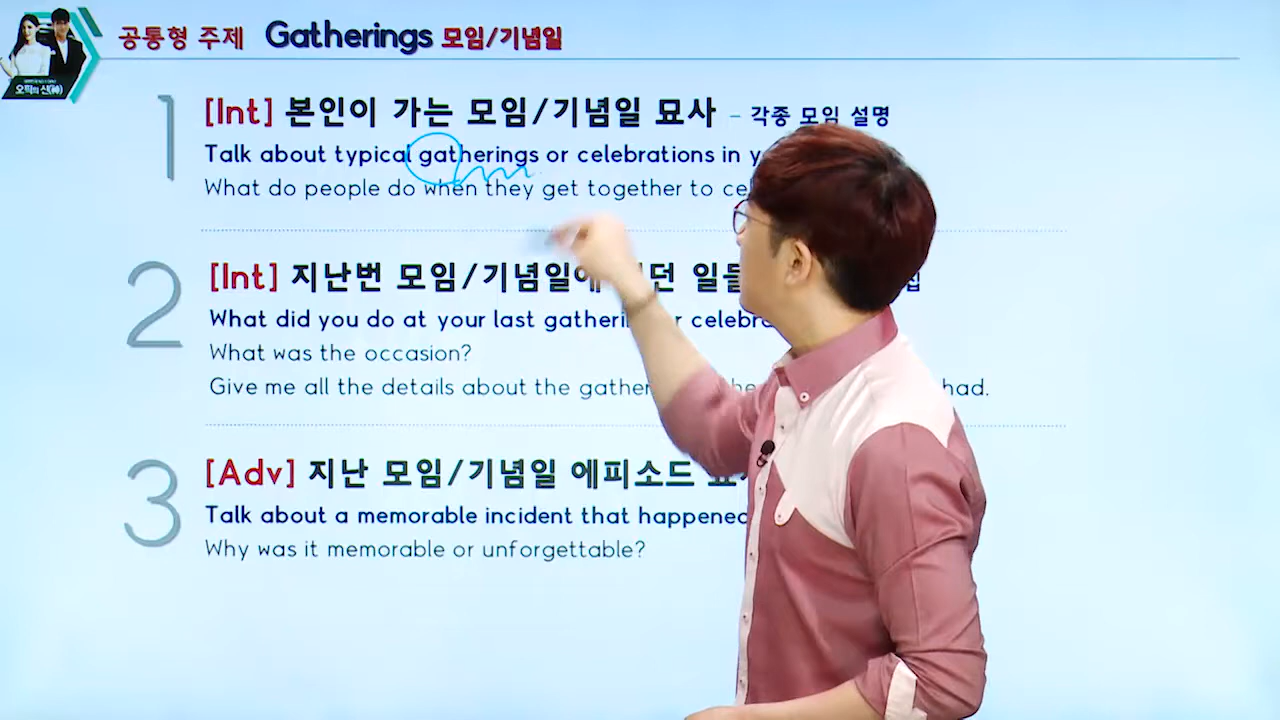 공통형 주제 Gatherings 모임/기념일
오픽의 신(神)
1 [Int] 본인이 가는 모임/기념일 묘사 - 각종 모임 설명
Talk about typical gatherings or celebrations in
What do people do when they get together to
2 [Int] 지난번 모임/기념일에 일들
What did you do at your last
What was the occasion?
Give me all the details about the had.
3 [Adv] 지난 모임/기념일 에피소드
Talk about a memorable incident that happened
Why was it memorable or unforgettable?